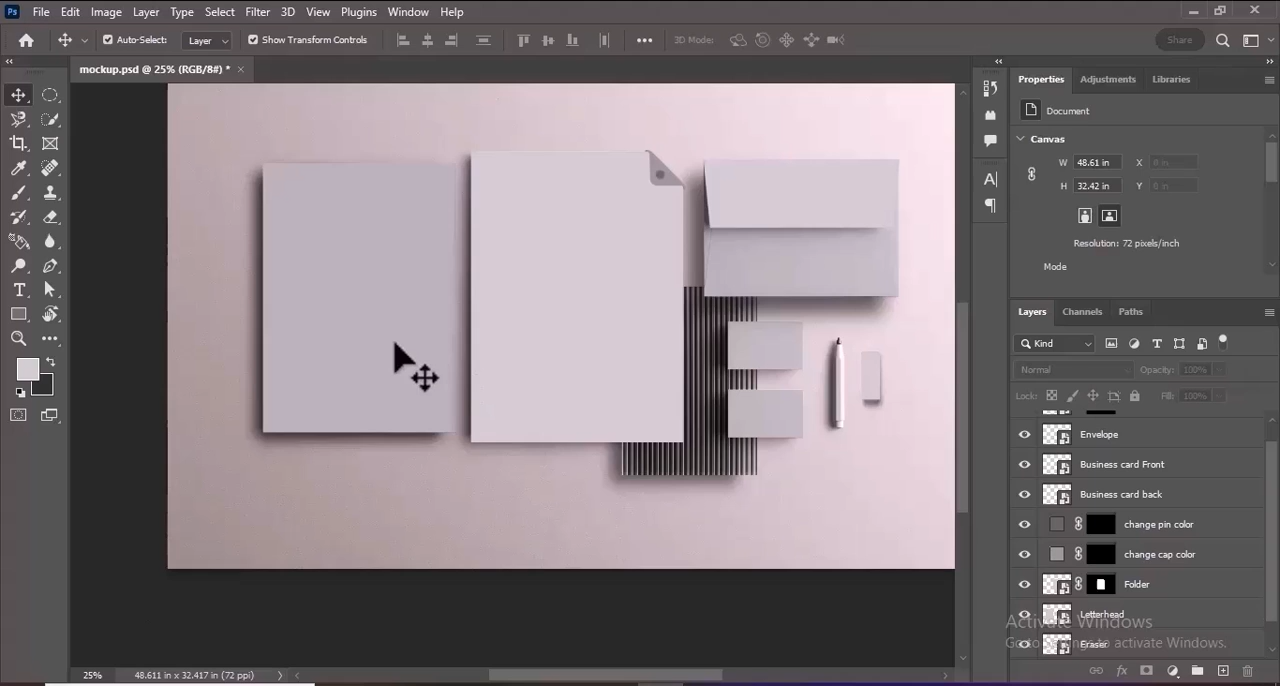 Ps File Edit Image Layer Type Select Filter 3D View Plugins Window Help
Auto-Select: Layer Show Transform Controls 3D Mode: Share
mockup.psd @ 25% (RGB/8#) *
Properties Adjustments Libraries
Document
Canvas
W 48.61 in X 0 in
H 32.42 in Y 0 in
Resolution: 72 pixels/inch
Mode
Layers Channels Paths
Kind
Normal Opacity: 100%
Lock: Fill: 100%
Envelope
Business card Front
Business card back
change pin color
change cap color
Folder
Letterhead
Activate Windows
Eraser
Go to Settings to activate Windows.
25% 48.611 in x 32.417 in (72 ppi)